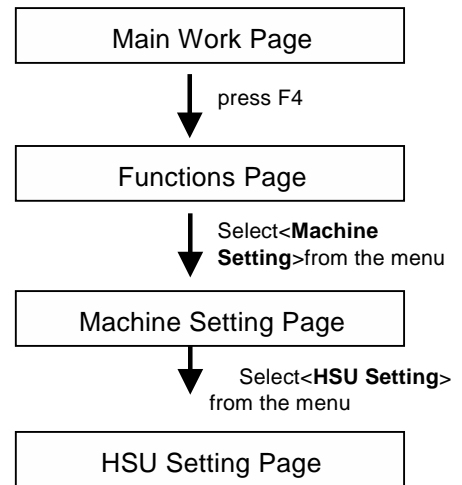 Main Work Page
press F4
Functions Page
Select<Machine
Setting>from the menu
Machine Setting Page
Select<HSU Setting>
from the menu
HSU Setting Page